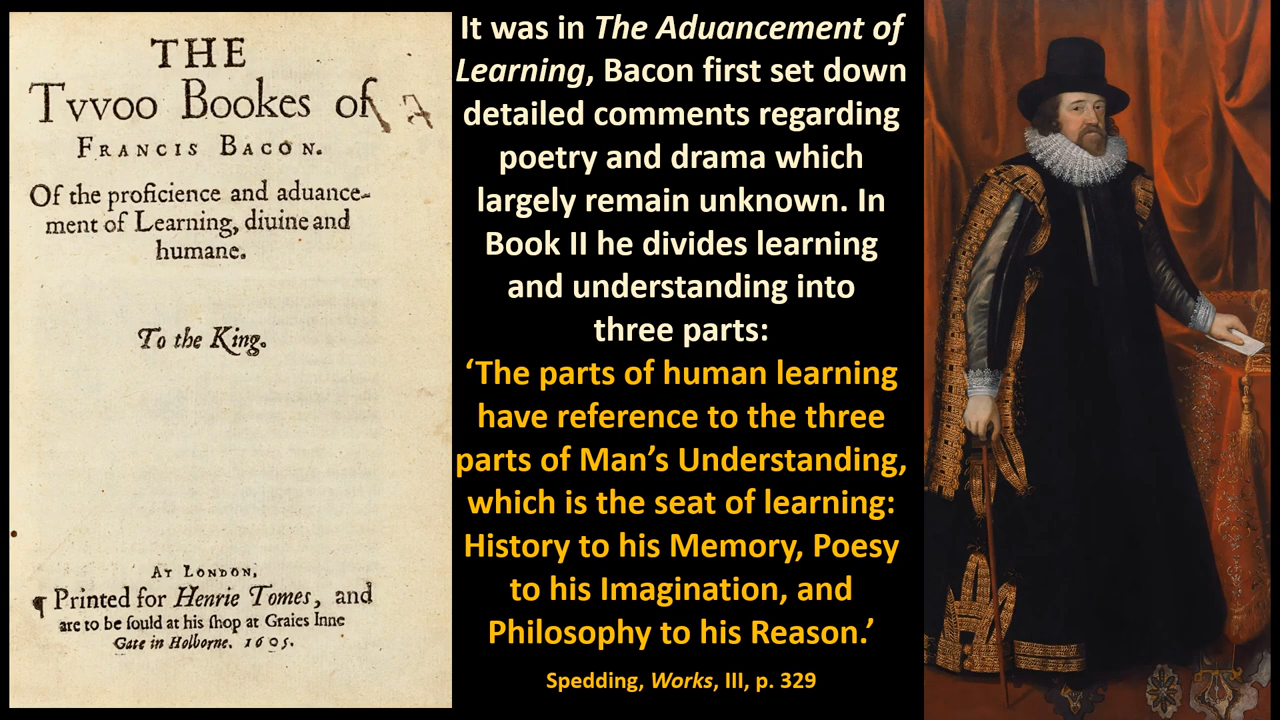 THE
Tvvoo Bookes of
FRANCIS BACON.
Of the proficience and aduance-
ment of Learning, diuine and
humane.
To the King.
AT LONDON,
¶ Printed for Henrie Tomes, and
are to be ſould at his ſhop at Graies Inne
Gate in Holborne. 1605.
It was in The Aduancement of
Learning, Bacon first set down
detailed comments regarding
poetry and drama which
largely remain unknown. In
Book II he divides learning
and understanding into
three parts:
‘The parts of human learning
have reference to the three
parts of Man’s Understanding,
which is the seat of learning:
History to his Memory, Poesy
to his Imagination, and
Philosophy to his Reason.’
Spedding, Works, III, p. 329